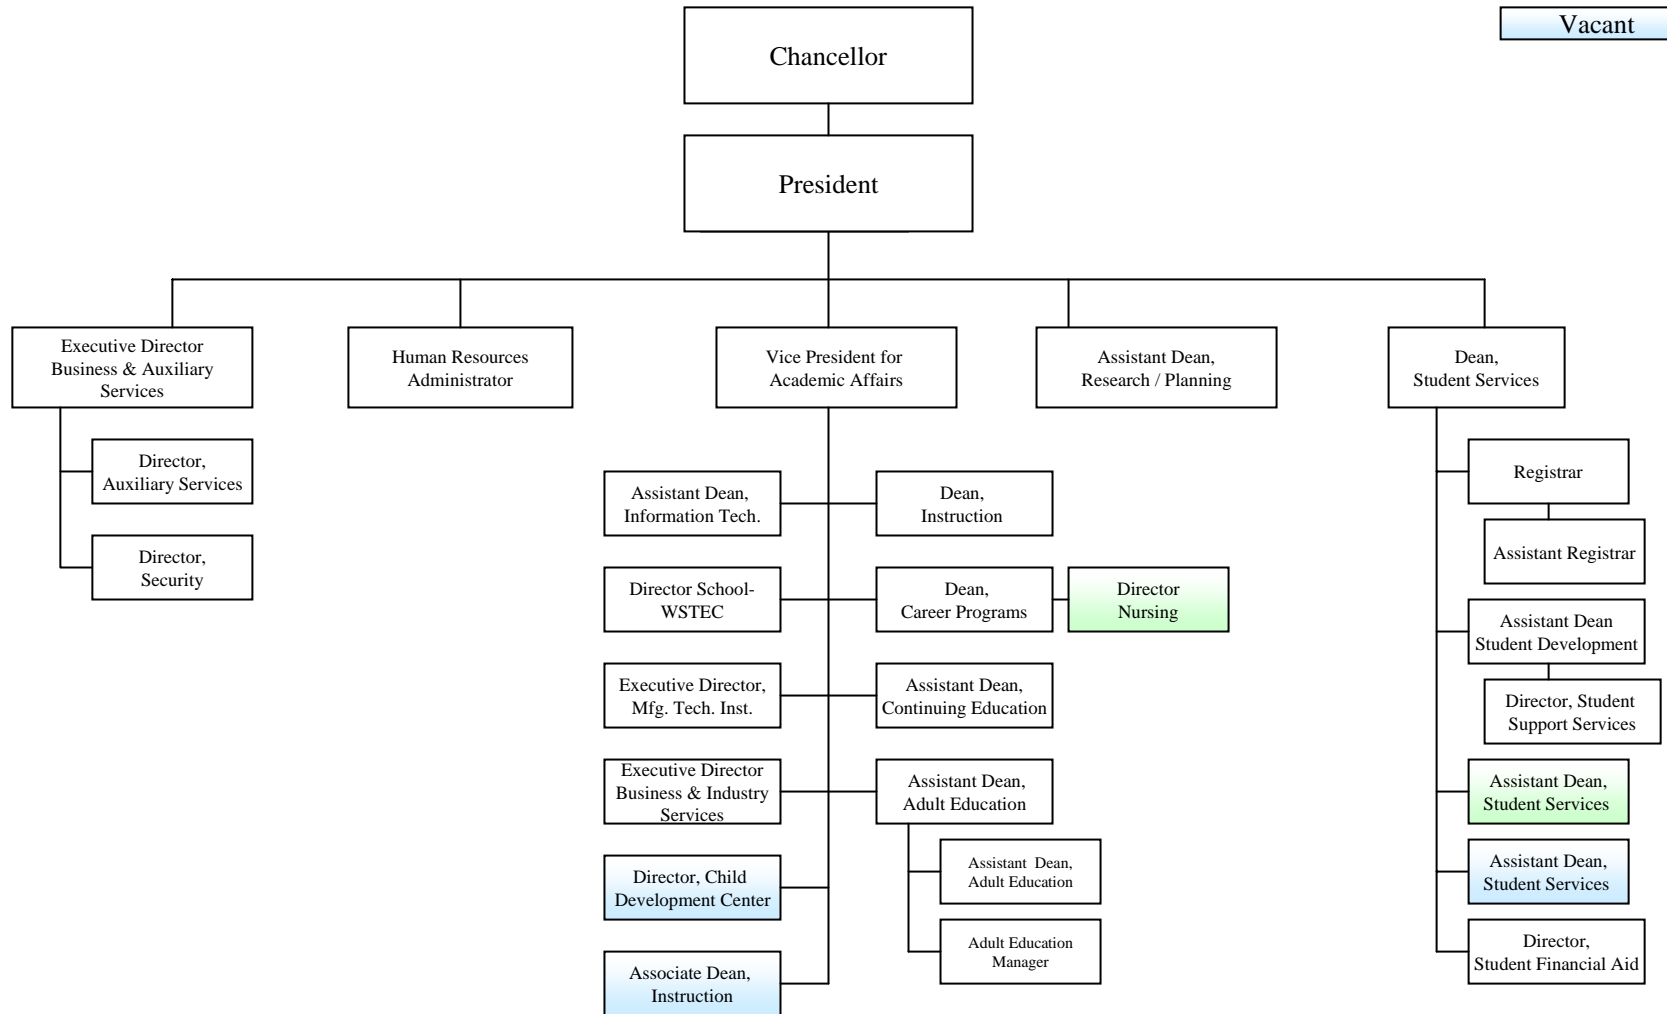 Vacant
Chancellor
President
Executive Director
Business & Auxiliary
Services
Human Resources
Administrator
Vice President for
Academic Affairs
Assistant Dean,
Research / Planning
Dean,
Student Services
Director,
Auxiliary Services
Director,
Security
Assistant Dean,
Information Tech.
Dean,
Instruction
Director School-
WSTEC
Dean,
Career Programs
Director
Nursing
Executive Director,
Mfg. Tech. Inst.
Assistant Dean,
Continuing Education
Executive Director
Business & Industry
Services
Assistant Dean,
Adult Education
Assistant Dean,
Adult Education
Adult Education
Manager
Director, Child
Development Center
Associate Dean,
Instruction
Registrar
Assistant Registrar
Assistant Dean
Student Development
Director, Student
Support Services
Assistant Dean,
Student Services
Assistant Dean,
Student Services
Director,
Student Financial Aid